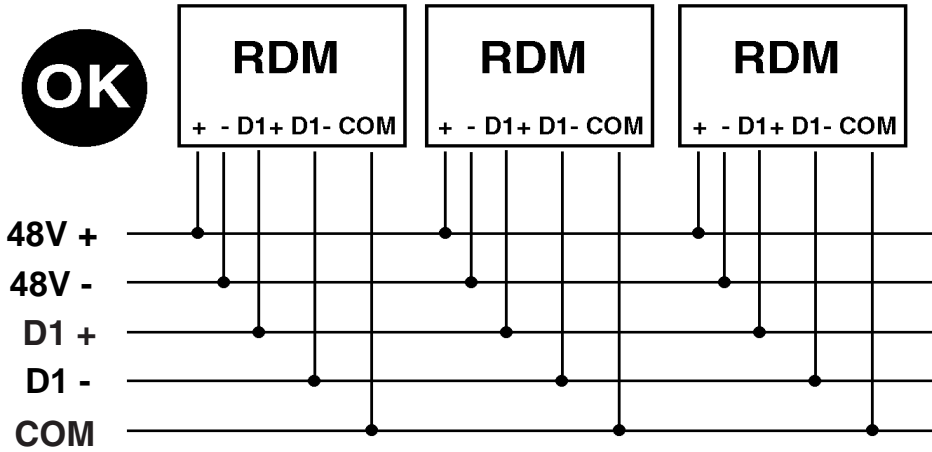 OK
RDM RDM RDM
+ - D1+ D1- COM + - D1+ D1- COM + - D1+ D1- COM
48V +
48V -
D1 +
D1 -
COM